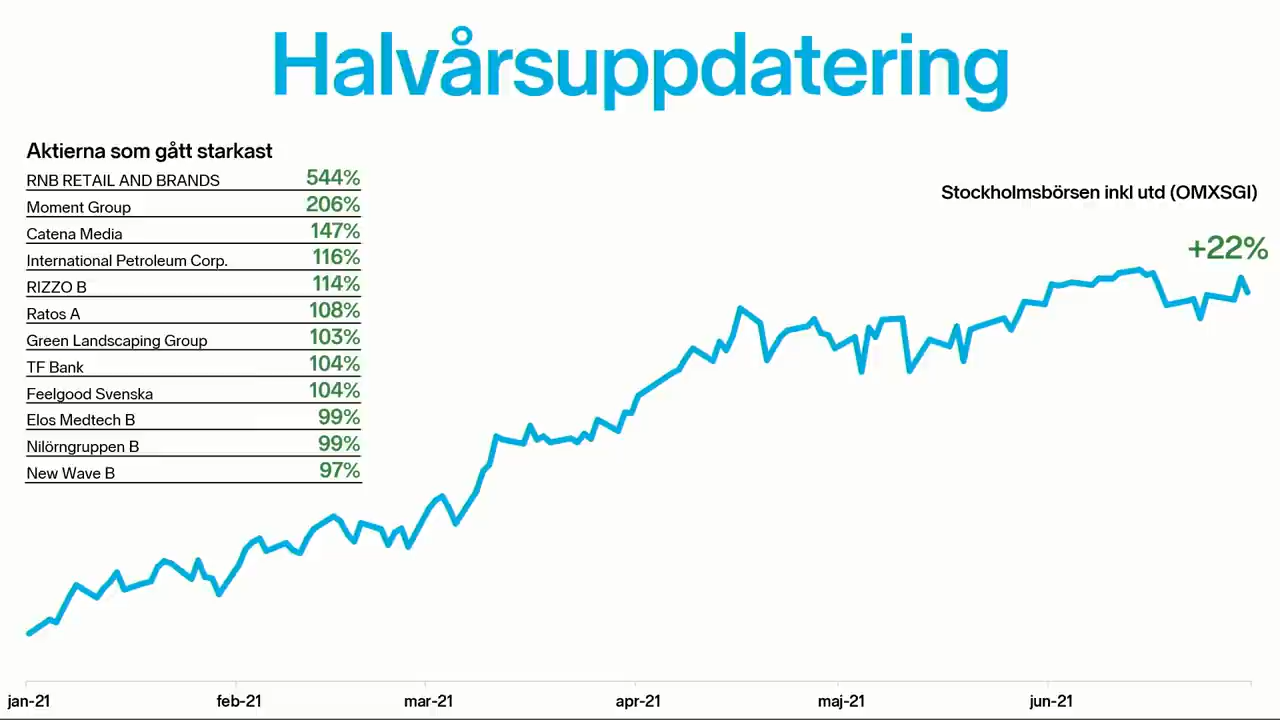 Halvårsuppdatering
Aktierna som gått starkast
RNB RETAIL AND BRANDS 544%
Moment Group 206%
Catena Media 147%
International Petroleum Corp. 116%
RIZZO B 114%
Ratos A 108%
Green Landscaping Group 103%
TF Bank 104%
Feelgood Svenska 104%
Elos Medtech B 99%
Nilörngruppen B 99%
New Wave B 97%
Stockholmsbörsen inkl utd (OMXSGI)
+22%
jan-21 feb-21 mar-21 apr-21 maj-21 jun-21